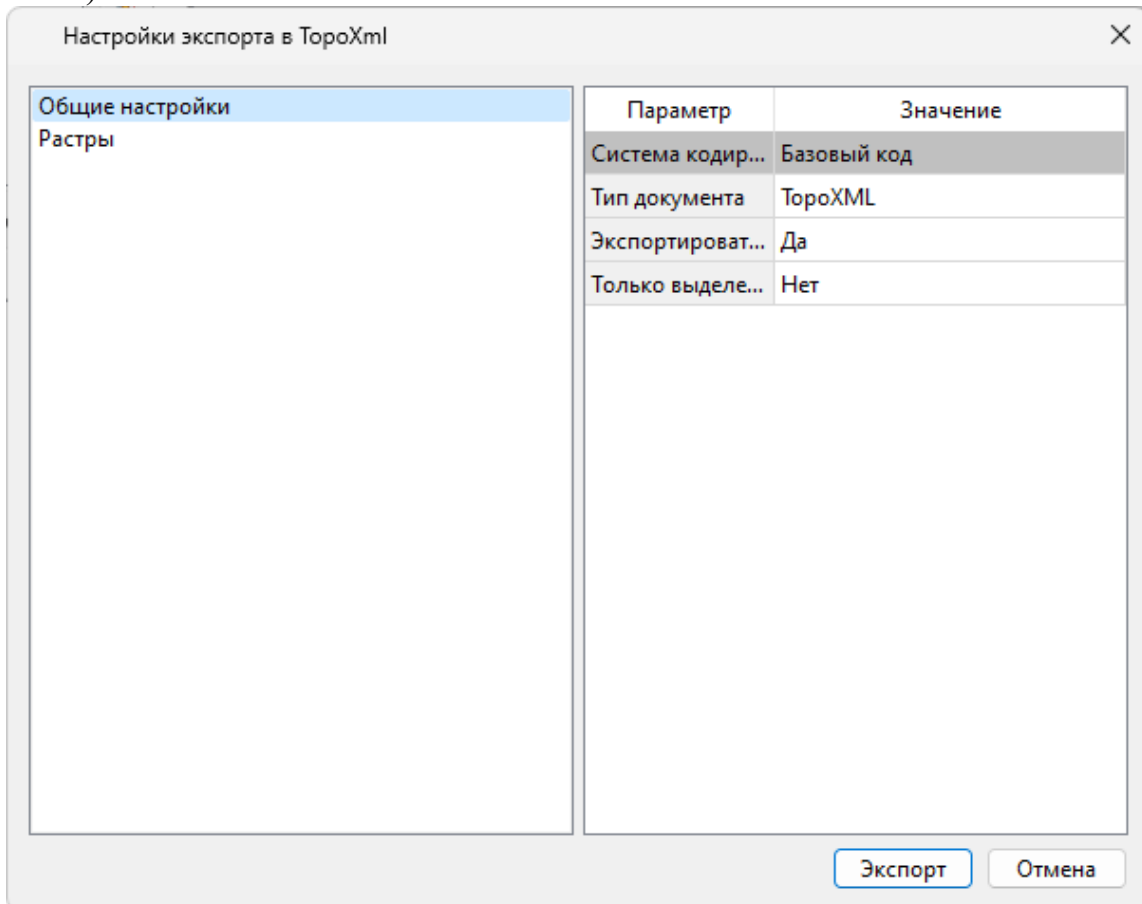 Настройки экспорта в TopoXml
Общие настройки
Растры
Параметр Значение
Система кодир... Базовый код
Тип документа TopoXML
Экспортироват... Да
Только выделе... Нет
Экспорт Отмена